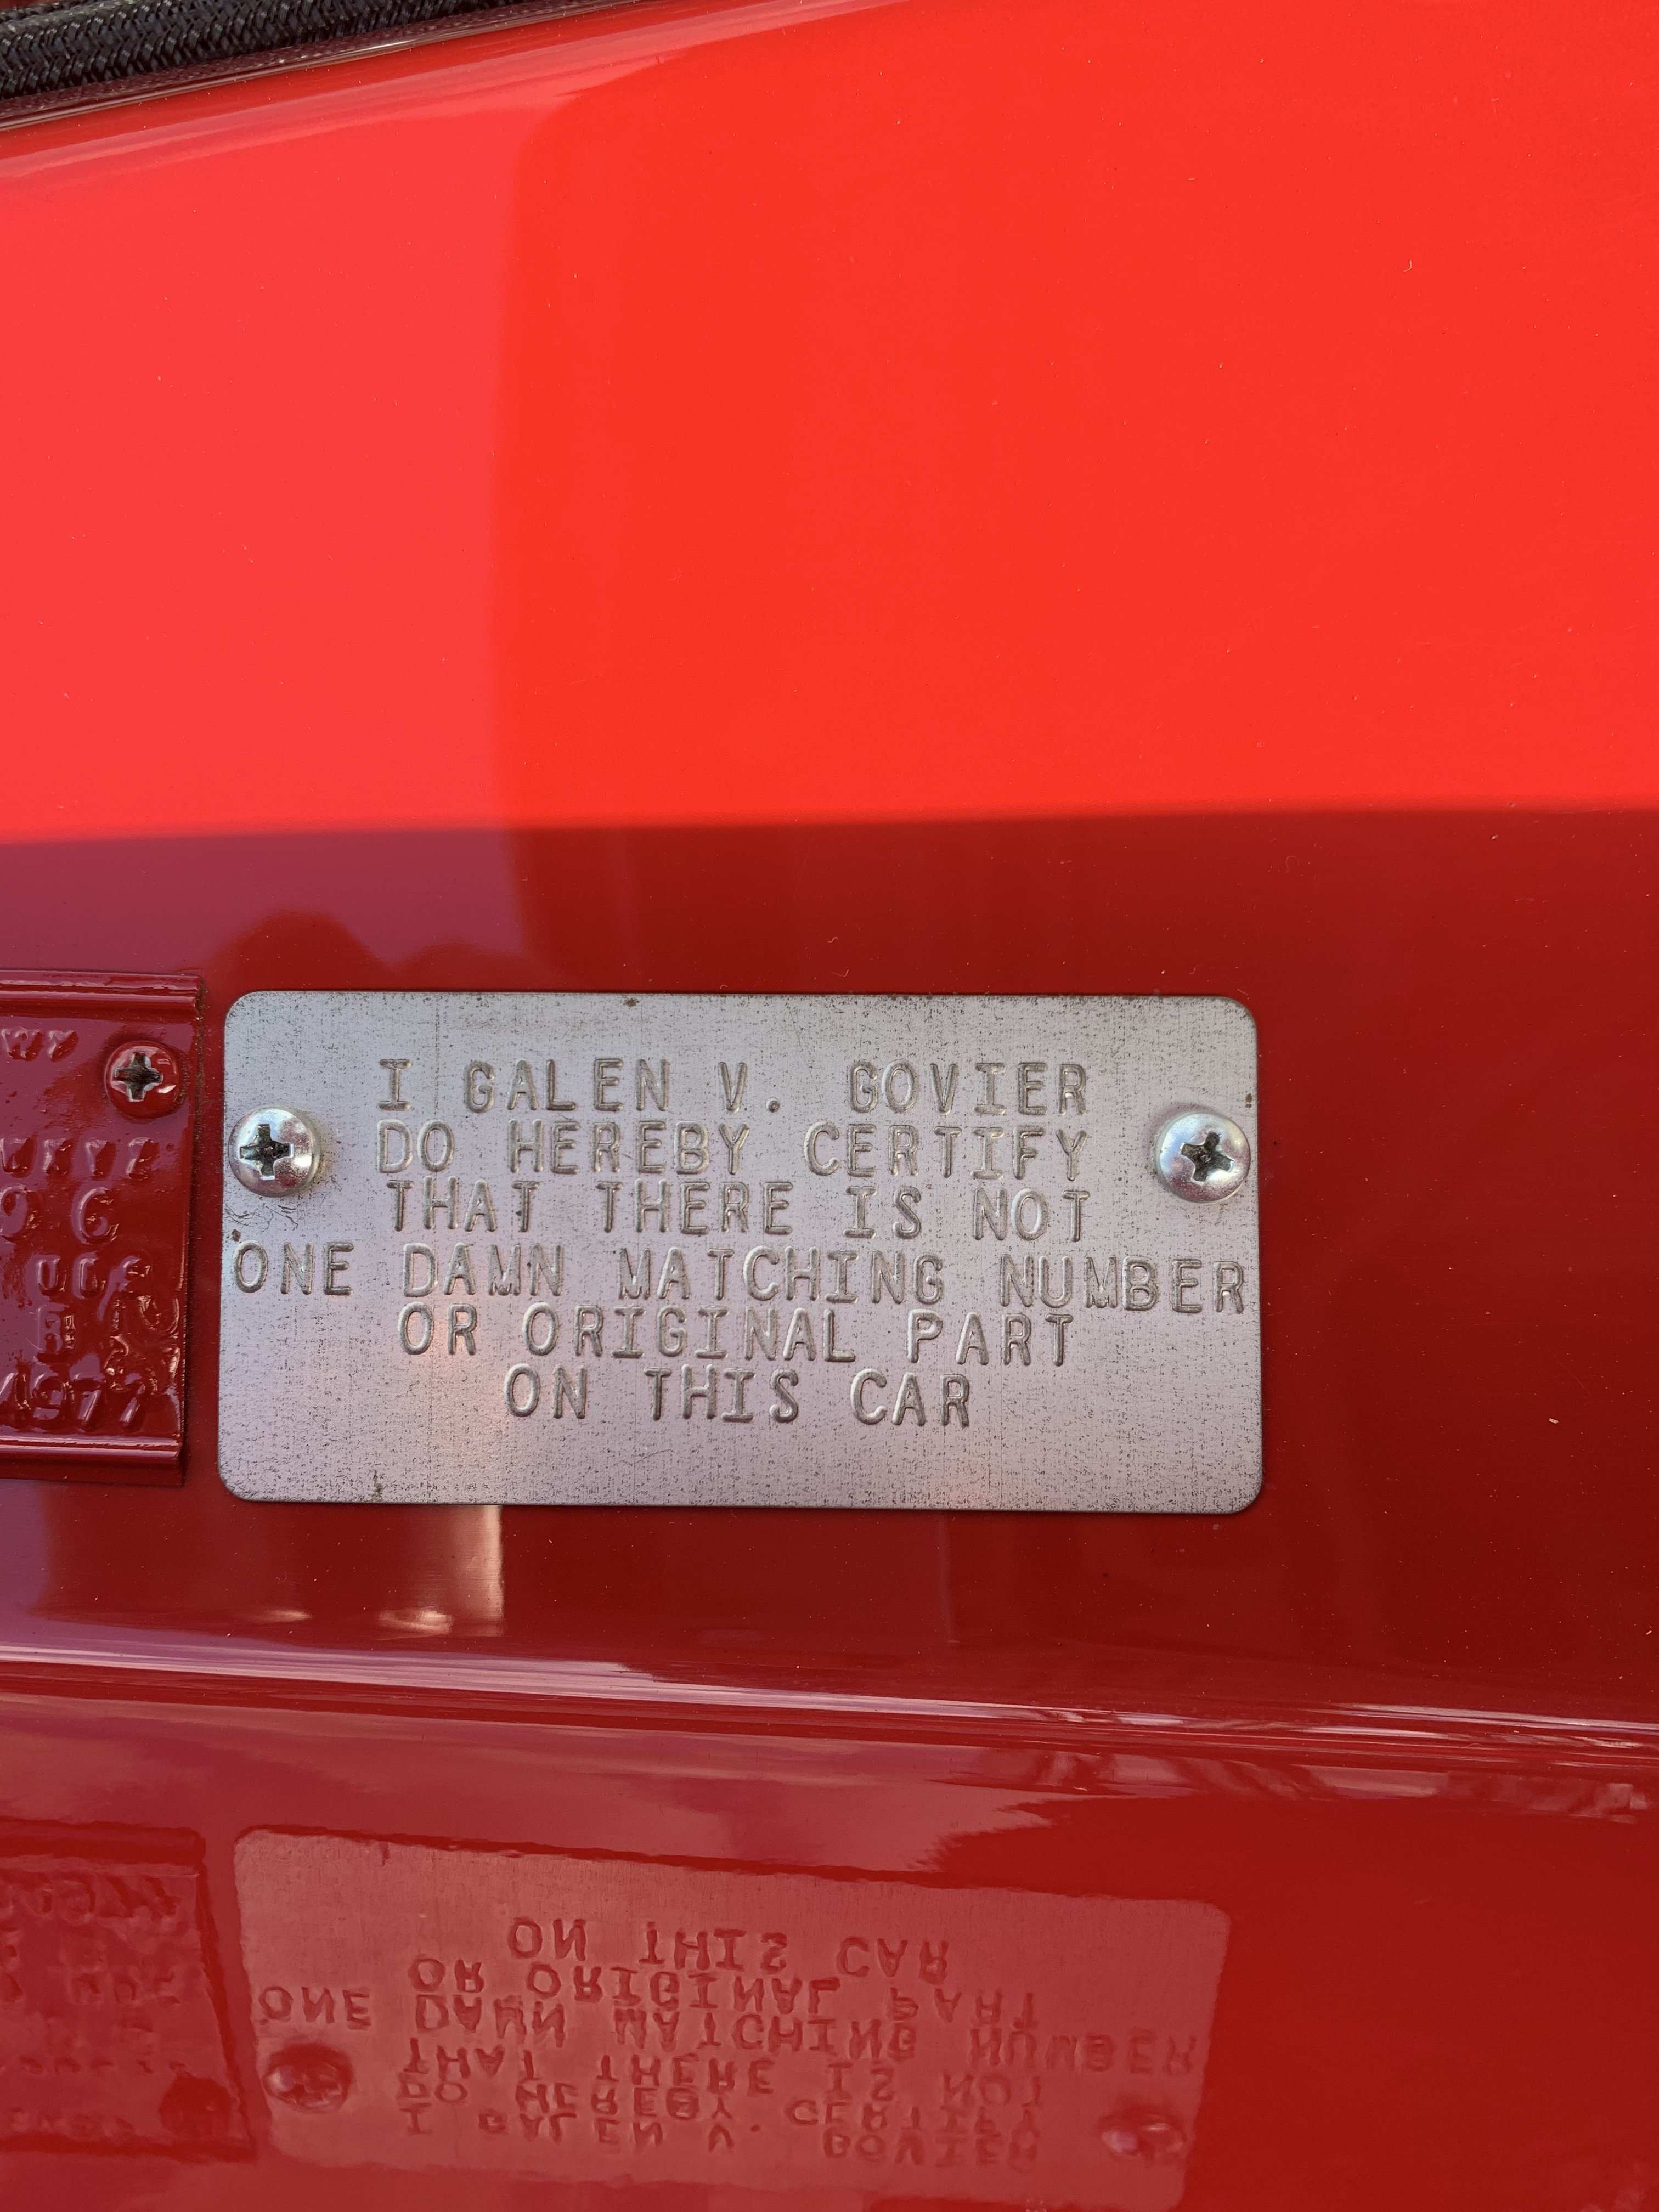 I GALEN V. GOVIER
DO HEREBY CERTIFY
THAT THERE IS NOT
ONE DAMN MATCHING NUMBER
OR ORIGINAL PART
ON THIS CAR